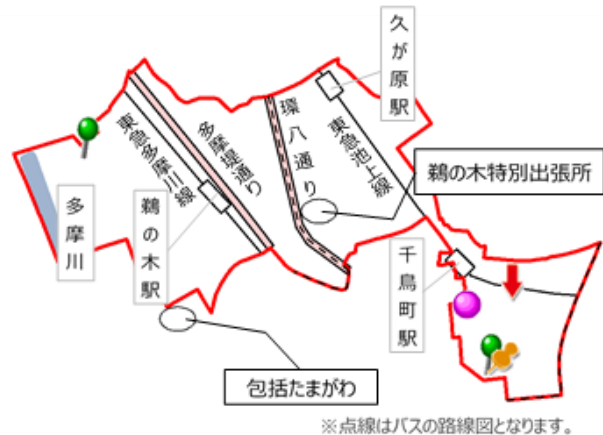 久が原駅
環八通り
東急池上線
多摩堤通り
東急多摩川線
鵜の木特別出張所
多摩川
鵜の木駅
千鳥町駅
包括たまがわ
※点線はバスの路線図となります。